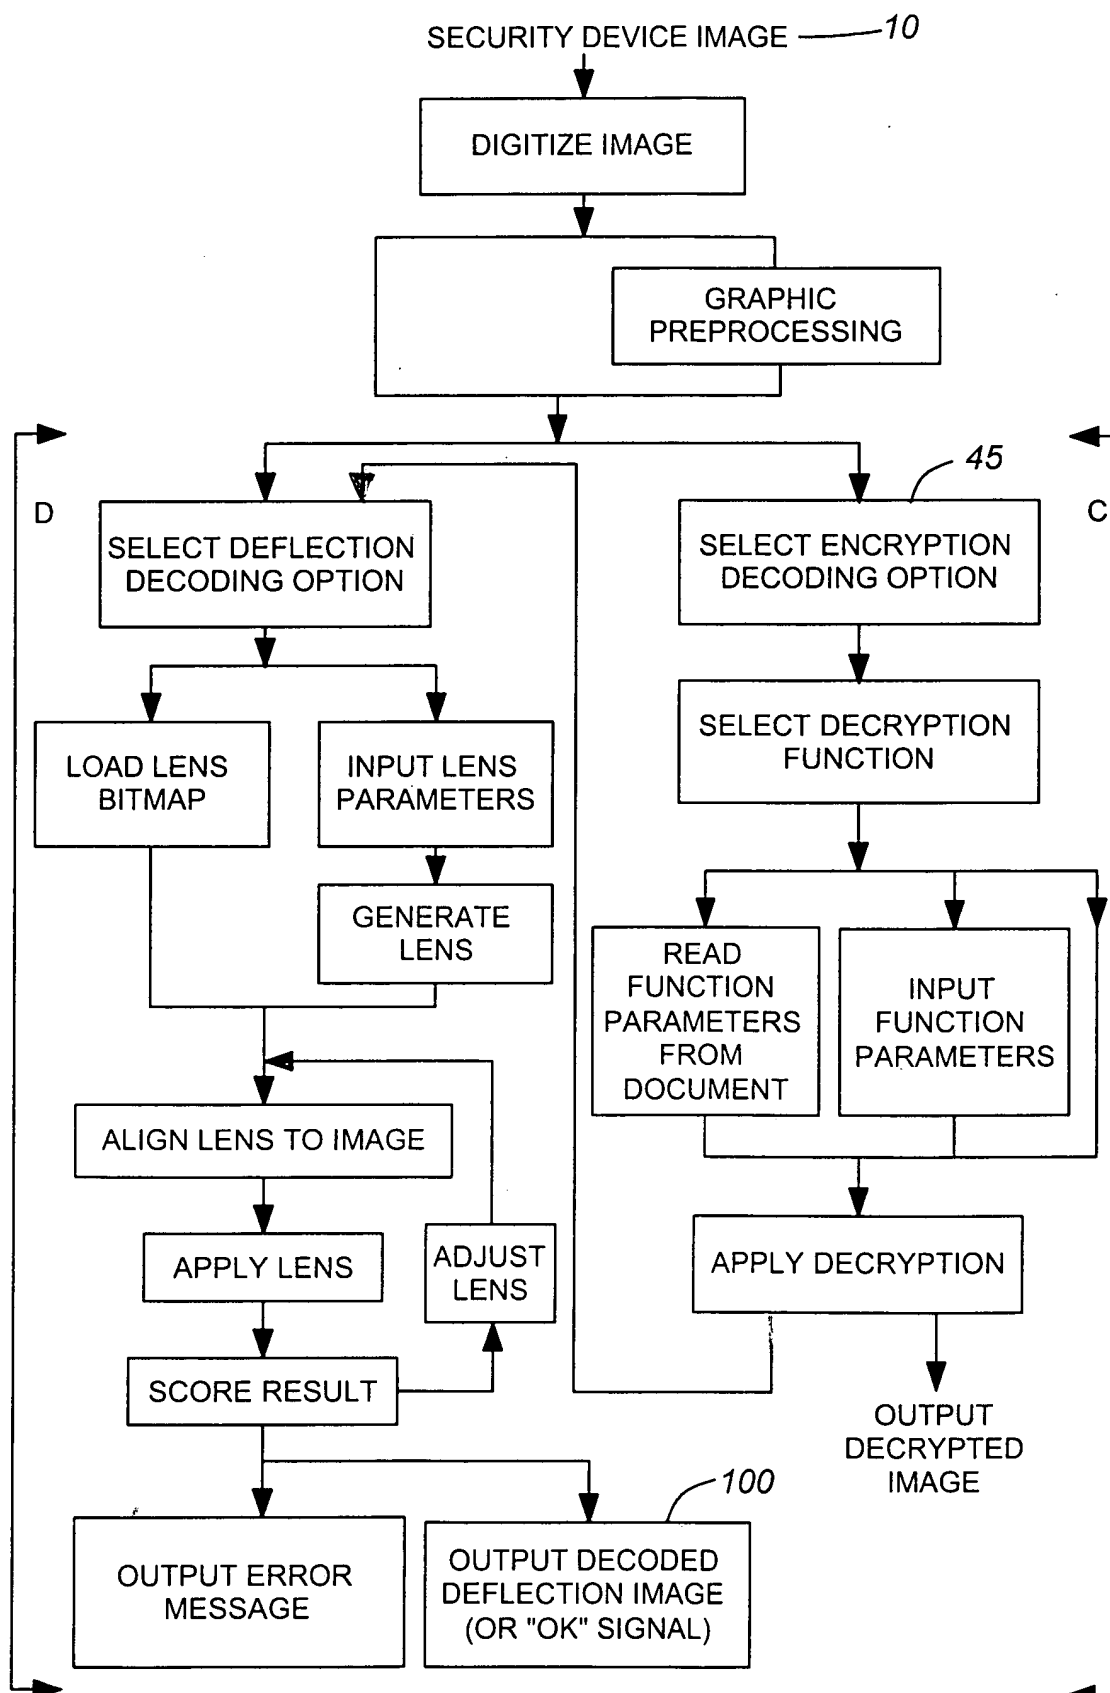 SECURITY DEVICE IMAGE 10
DIGITIZE IMAGE
GRAPHIC
PREPROCESSING
45
D
C
SELECT DEFLECTION
DECODING OPTION
SELECT ENCRYPTION
DECODING OPTION
SELECT DECRYPTION
FUNCTION
LOAD LENS
BITMAP
INPUT LENS
PARAMETERS
GENERATE
LENS
READ
FUNCTION
PARAMETERS
FROM
DOCUMENT
INPUT
FUNCTION
PARAMETERS
ALIGN LENS TO IMAGE
APPLY LENS
ADJUST
LENS
APPLY DECRYPTION
SCORE RESULT
OUTPUT
DECRYPTED
IMAGE
100
OUTPUT ERROR
MESSAGE
OUTPUT DECODED
DEFLECTION IMAGE
(OR "OK" SIGNAL)